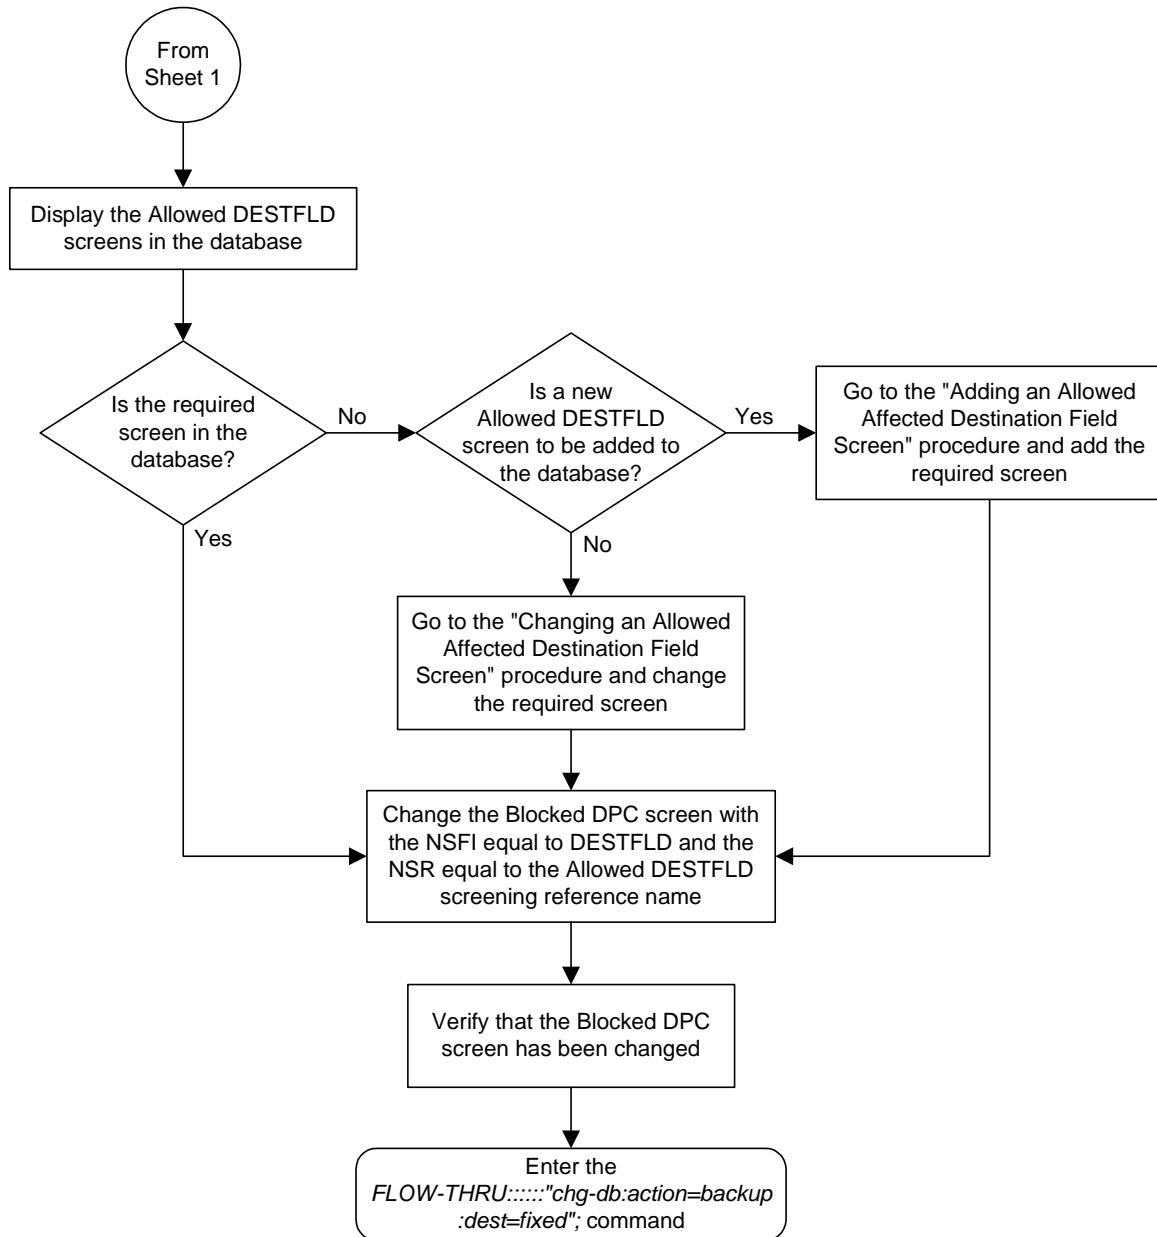 From
Sheet 1
Display the Allowed DESTFLD
screens in the database
Is the required
screen in the
database?
No
Yes
Is a new
Allowed DESTFLD
screen to be added to
the database?
Yes
No
Go to the "Adding an Allowed
Affected Destination Field
Screen" procedure and add the
required screen
Go to the "Changing an Allowed
Affected Destination Field
Screen" procedure and change
the required screen
Change the Blocked DPC screen with
the NSFI equal to DESTFLD and the
NSR equal to the Allowed DESTFLD
screening reference name
Verify that the Blocked DPC
screen has been changed
Enter the
FLOW-THRU::::::"chg-db:action=backup
:dest=fixed"; command